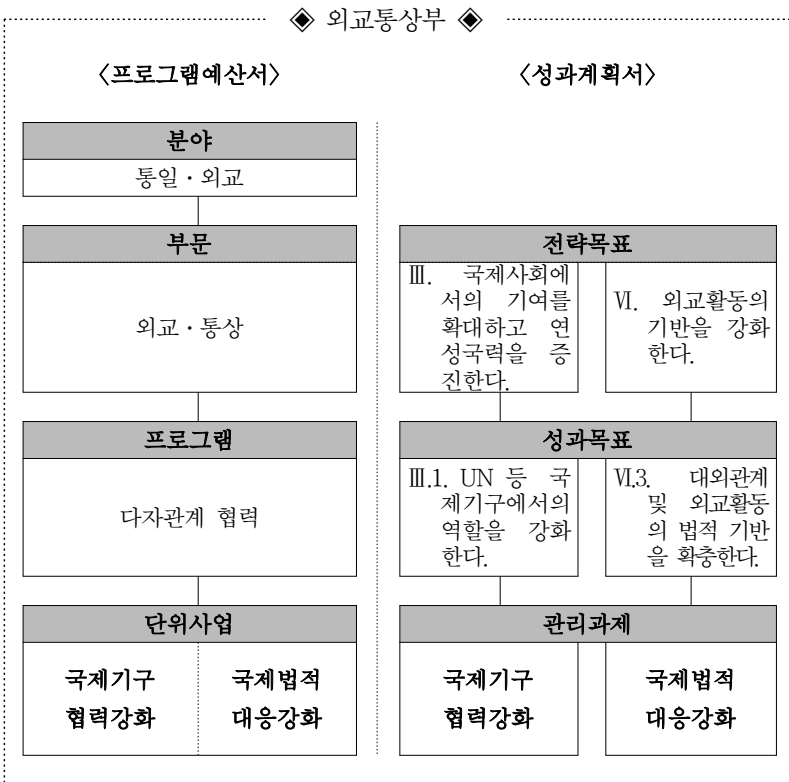 ◈ 외교통상부 ◈
〈프로그램예산서〉
〈성과계획서〉
분야
통일·외교
부문
외교·통상
프로그램
다자관계 협력
단위사업
국제기구
협력강화
국제법적
대응강화
전략목표
Ⅲ. 국제사회에
서의 기여를
확대하고 연
성국력을 증
진한다.
Ⅵ. 외교활동의
기반을 강화
한다.
성과목표
Ⅲ.1. UN 등 국
제기구에서의
역할을 강화
한다.
Ⅵ.3. 대외관계
및 외교활동
의 법적 기반
을 확충한다.
관리과제
국제기구
협력강화
국제법적
대응강화